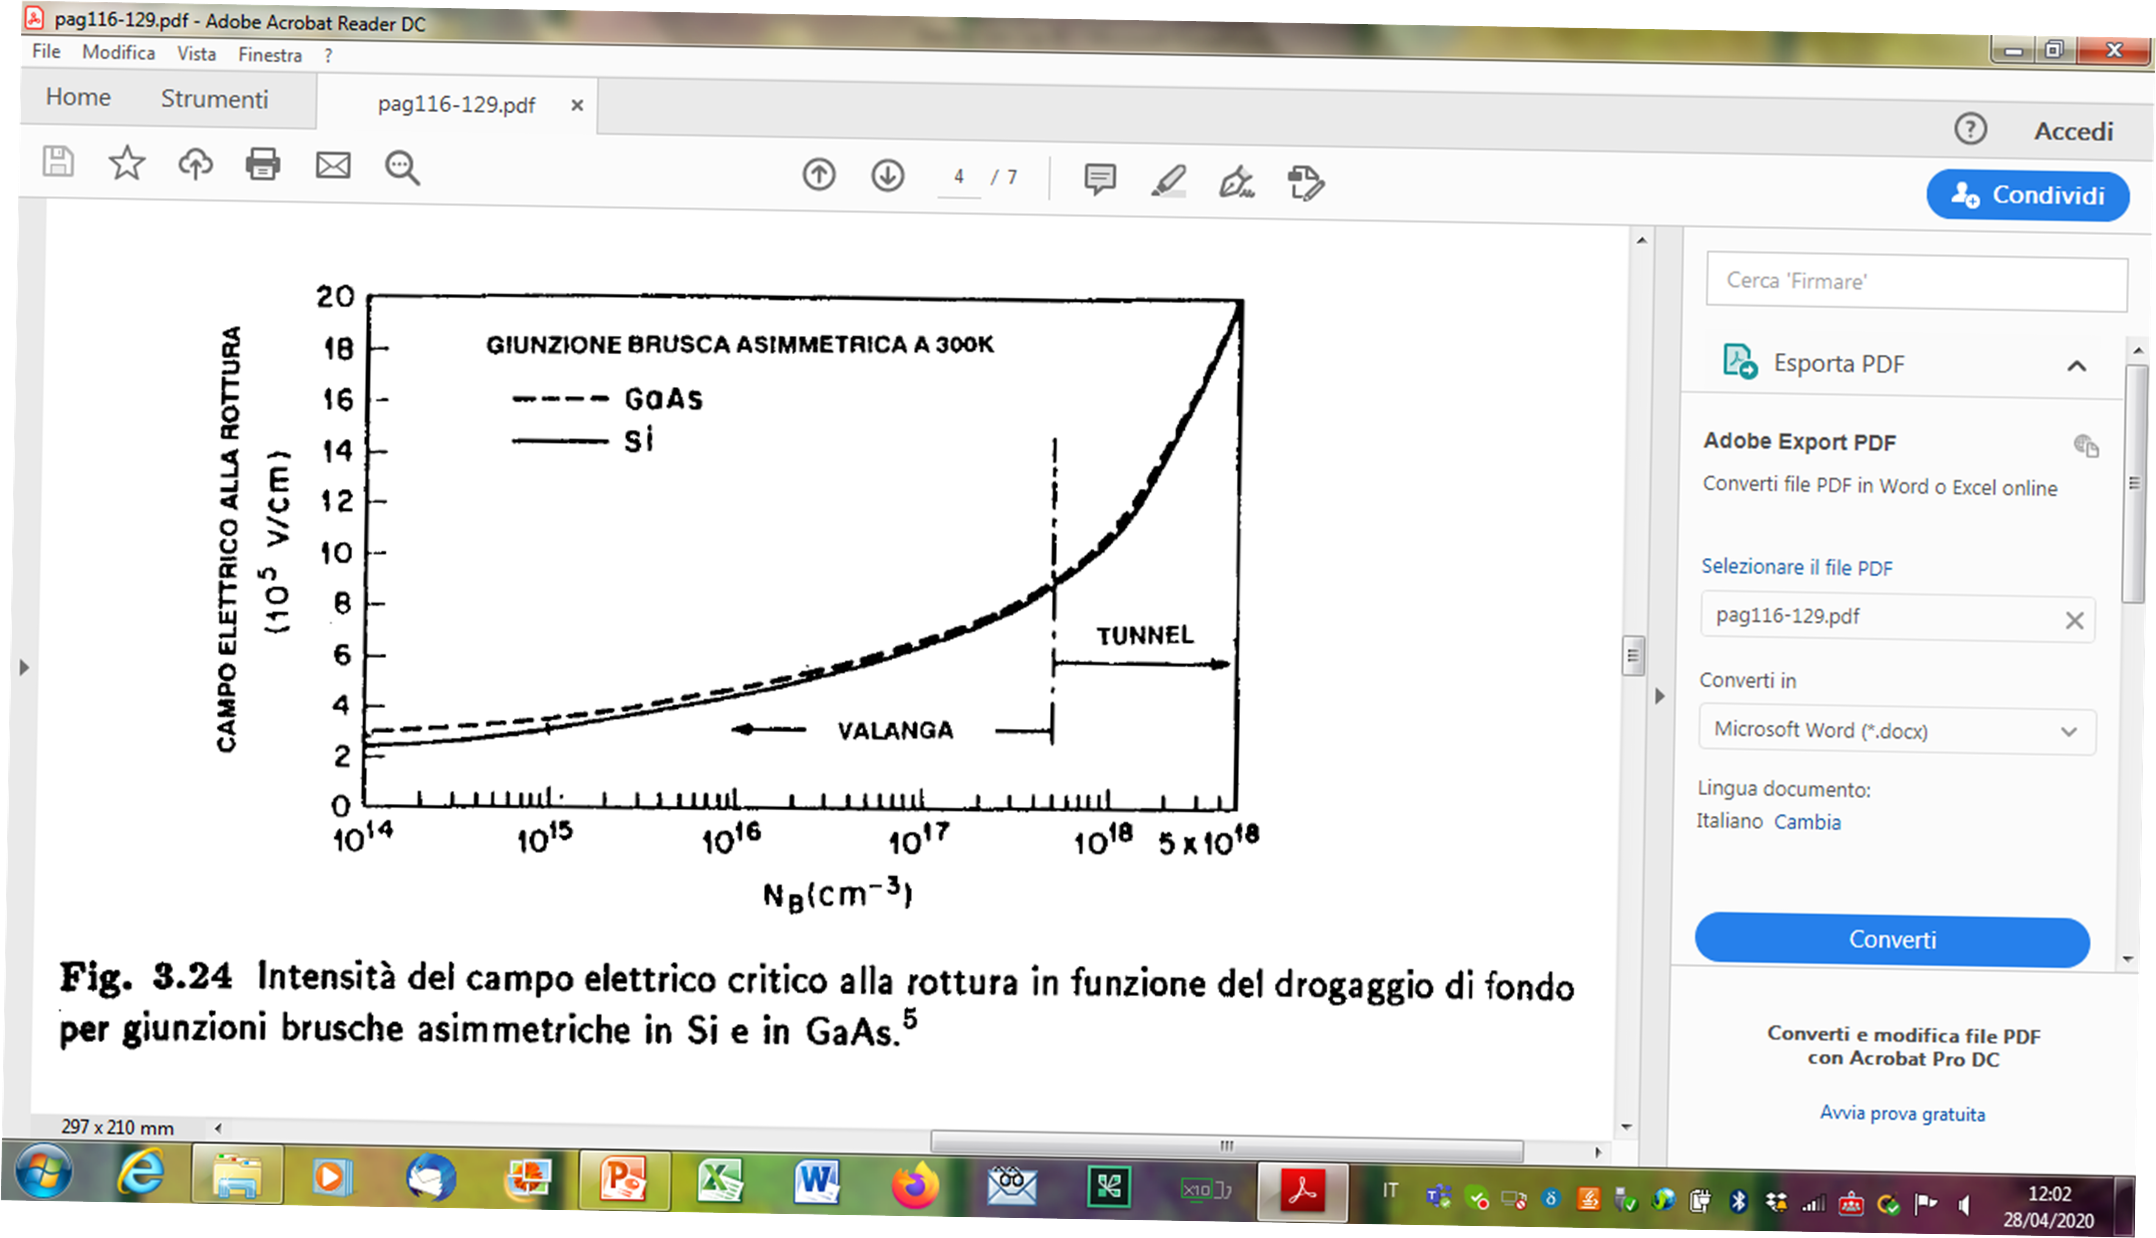 pag116-129.pdf - Adobe Acrobat Reader DC
File Modifica Vista Finestra ?
Home Strumenti pag116-129.pdf ×
Accedi
4 / 7
Condividi
Cerca 'Firmare'
Esporta PDF
Adobe Export PDF
Converti file PDF in Word o Excel online
Selezionare il file PDF
pag116-129.pdf
Converti in
Microsoft Word (*.docx)
Lingua documento:
Italiano Cambia
Converti
Converti e modifica file PDF
con Acrobat Pro DC
Avvia prova gratuita
CAMPO ELETTRICO ALLA ROTTURA
(10⁵ V/cm)
20
18
16
14
12
10
8
6
4
2
0
GIUNZIONE BRUSCA ASIMMETRICA A 300K
GaAs
Si
TUNNEL
VALANGA
10¹⁴ 10¹⁵ 10¹⁶ 10¹⁷ 10¹⁸ 5 x 10¹⁸
N_B (cm⁻³)
Fig. 3.24 Intensità del campo elettrico critico alla rottura in funzione del drogaggio di fondo
per giunzioni brusche asimmetriche in Si e in GaAs.⁵
297 x 210 mm
IT
12:02
28/04/2020